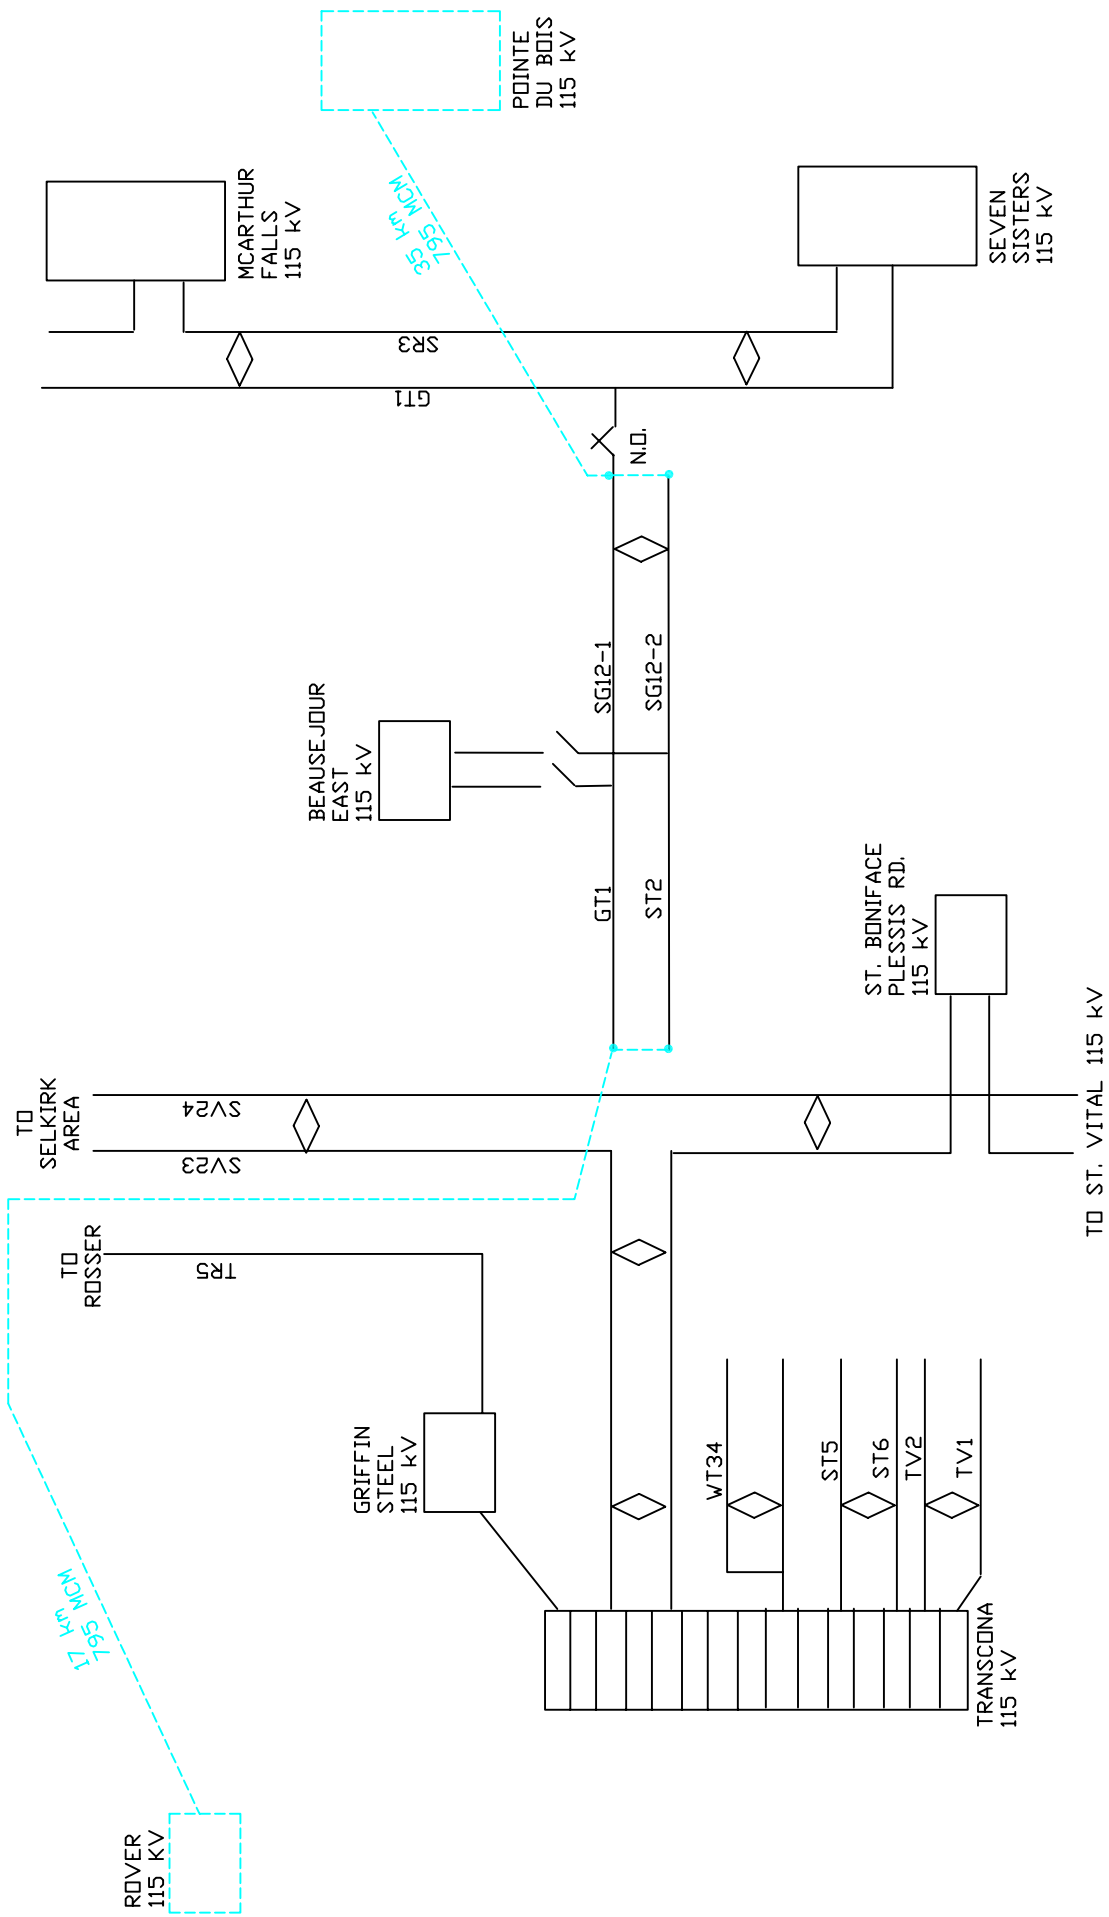 ROVER
115 KV
17 km
795 MCM
TO
ROSSER
TR5
TO
SELKIRK
AREA
SV23
SV24
GRIFFIN
STEEL
115 kV
TRANSCONA
115 kV
WT34
ST5
ST6
TV2
TV1
ST. BONIFACE
PLESSIS RD.
115 kV
TO ST. VITAL 115 kV
BEAUSEJOUR
EAST
115 kV
GT1
ST2
SG12-1
SG12-2
N.O.
GT1
SR3
35 km
795 MCM
MCARTHUR
FALLS
115 kV
POINTE
DU BOIS
115 kV
SEVEN
SISTERS
115 kV